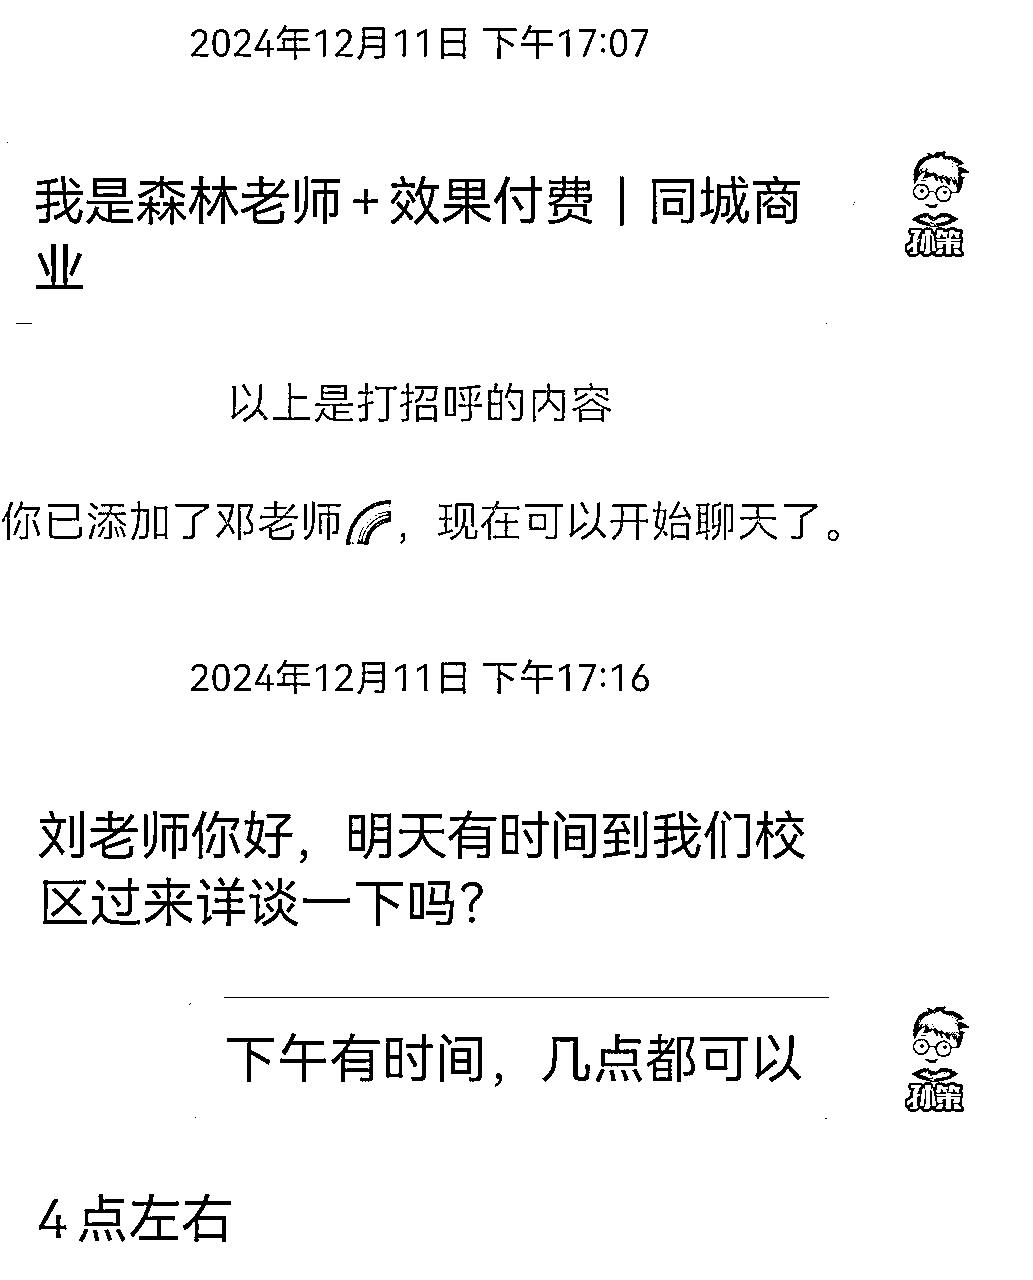 2024年12月11日 下午17:07
我是森林老师+效果付费｜同城商
业
孙策
以上是打招呼的内容
你已添加了邓老师🌈，现在可以开始聊天了。
2024年12月11日 下午17:16
刘老师你好，明天有时间到我们校
区过来详谈一下吗？
下午有时间，几点都可以
孙策
4点左右